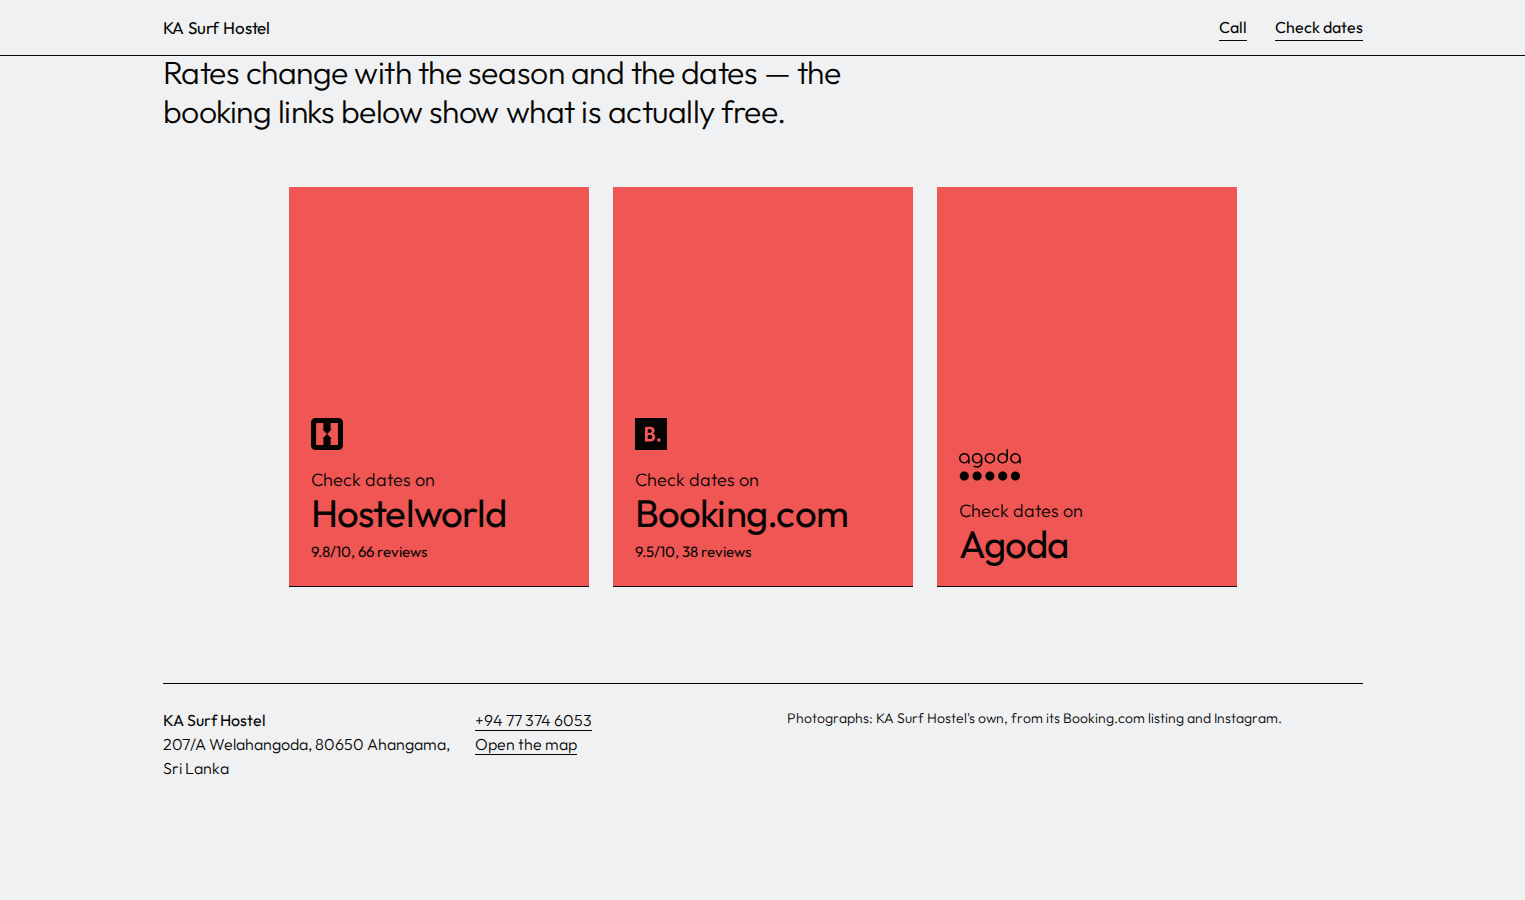 KA Surf Hostel
Call
Check dates
Rates change with the season and the dates — the
booking links below show what is actually free.
H
Check dates on
Hostelworld
9.8/10, 66 reviews
B.
Check dates on
Booking.com
9.5/10, 38 reviews
agoda
Check dates on
Agoda
KA Surf Hostel
207/A Welahangoda, 80650 Ahangama,
Sri Lanka
+94 77 374 6053
Open the map
Photographs: KA Surf Hostel's own, from its Booking.com listing and Instagram.